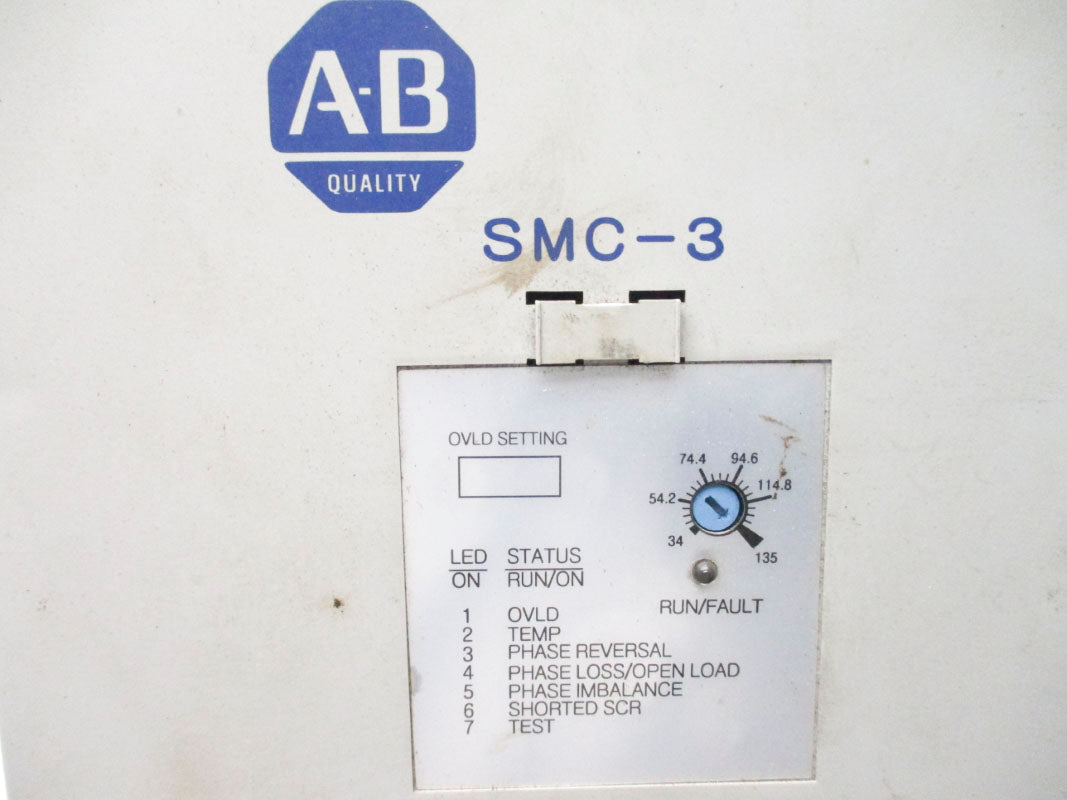 A-B
QUALITY
SMC-3
OVLD SETTING
74.4 94.6
54.2 114.8
34 135
LED STATUS
ON RUN/ON
RUN/FAULT
1 OVLD
2 TEMP
3 PHASE REVERSAL
4 PHASE LOSS/OPEN LOAD
5 PHASE IMBALANCE
6 SHORTED SCR
7 TEST